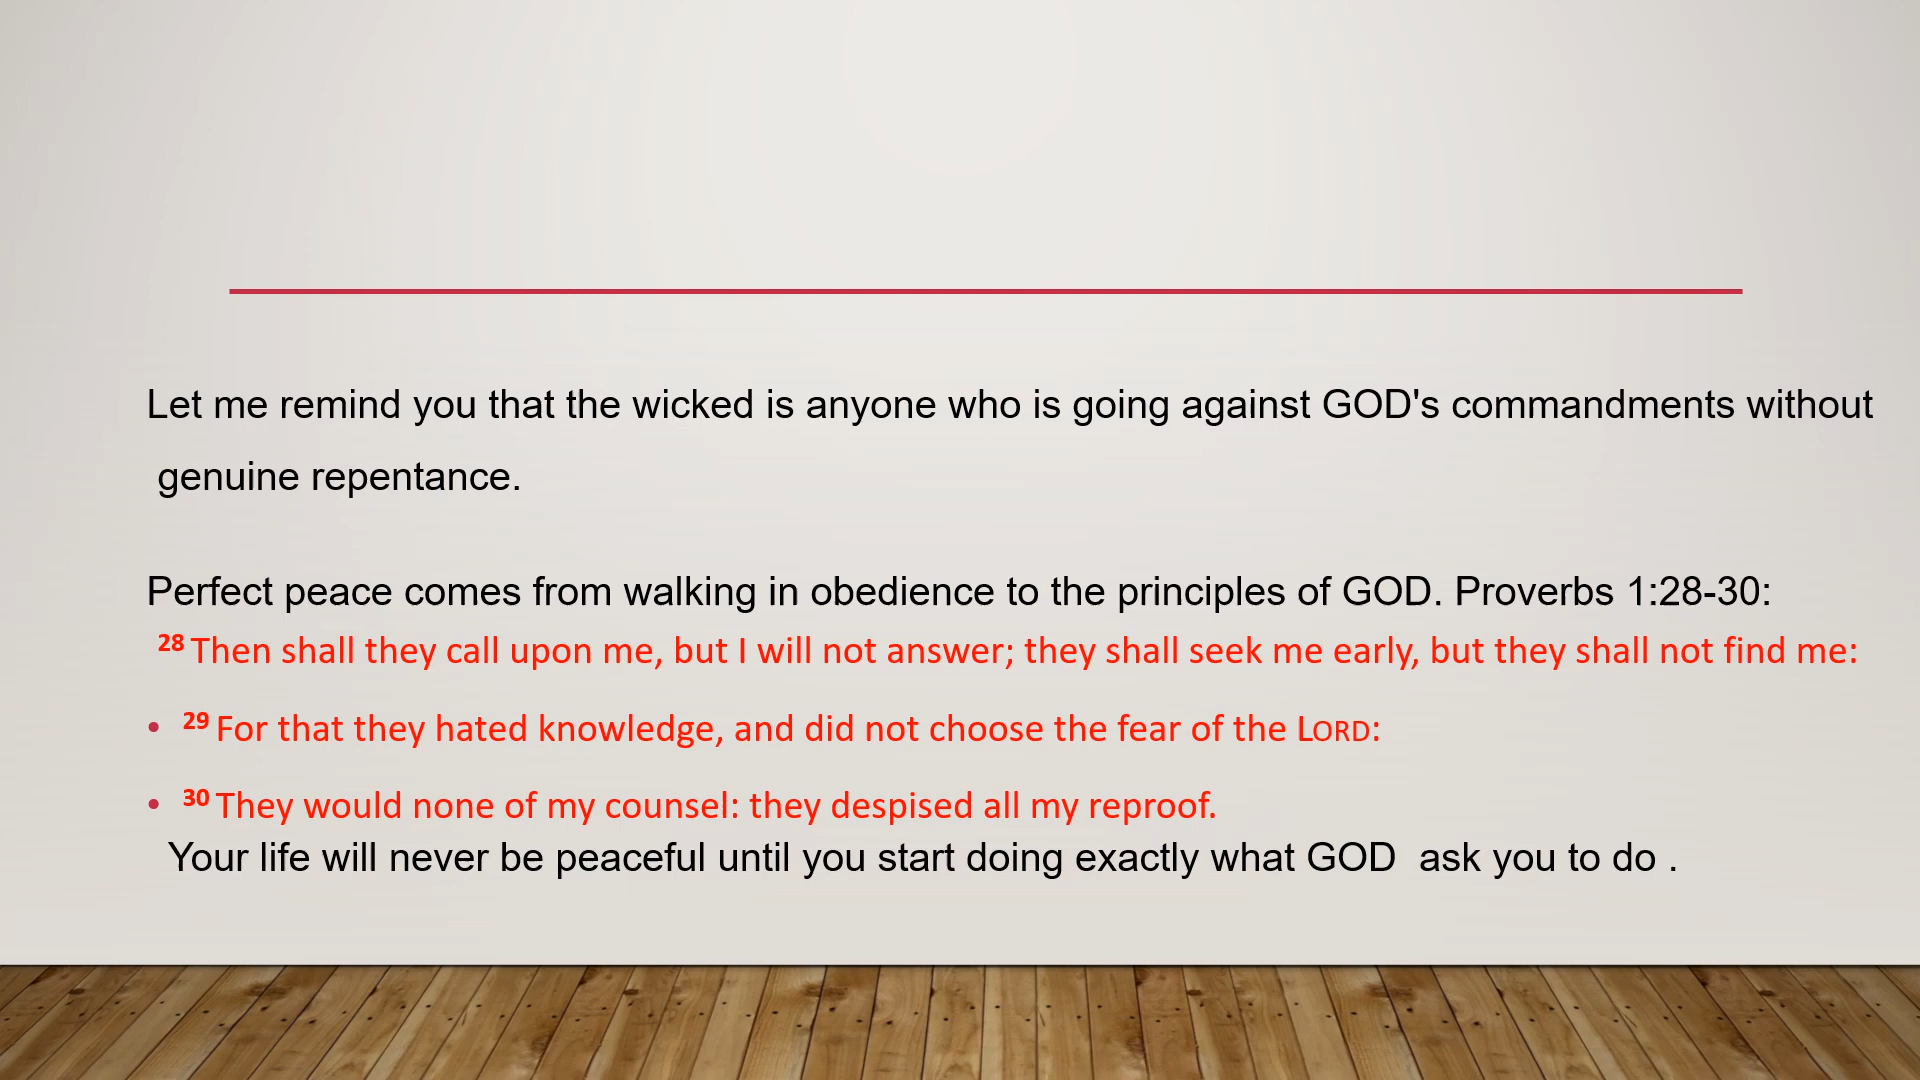 Let me remind you that the wicked is anyone who is going against GOD's commandments without
genuine repentance.
Perfect peace comes from walking in obedience to the principles of GOD. Proverbs 1:28-30:
28 Then shall they call upon me, but I will not answer; they shall seek me early, but they shall not find me:
• 29 For that they hated knowledge, and did not choose the fear of the LORD:
• 30 They would none of my counsel: they despised all my reproof.
Your life will never be peaceful until you start doing exactly what GOD  ask you to do .